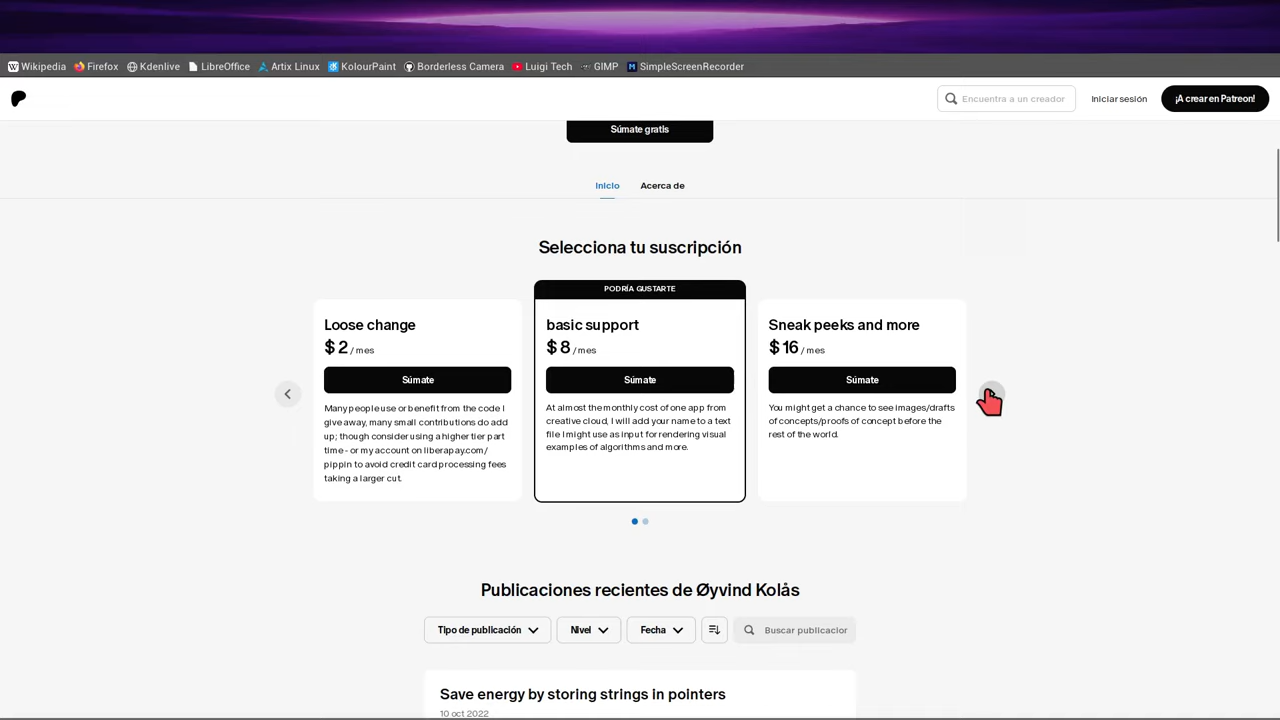 Wikipedia Firefox Kdenlive LibreOffice Artix Linux KolourPaint Borderless Camera Luigi Tech GIMP SimpleScreenRecorder
Encuentra a un creador Iniciar sesión ¡A crear en Patreon!
Súmate gratis
Inicio Acerca de
Selecciona tu suscripción
PODRÍA GUSTARTE
Loose change
$ 2 / mes
Súmate
Many people use or benefit from the code I
give away, many small contributions do add
up; though consider using a higher tier part
time - or my account on liberapay.com/
pippin to avoid credit card processing fees
taking a larger cut.
basic support
$ 8 / mes
Súmate
At almost the monthly cost of one app from
creative cloud, I will add your name to a text
file I might use as input for rendering visual
examples of algorithms and more.
Sneak peeks and more
$ 16 / mes
Súmate
You might get a chance to see images/drafts
of concepts/proofs of concept before the
rest of the world.
Publicaciones recientes de Øyvind Kolås
Tipo de publicación Nivel Fecha Buscar publicacior
Save energy by storing strings in pointers
10 oct 2022